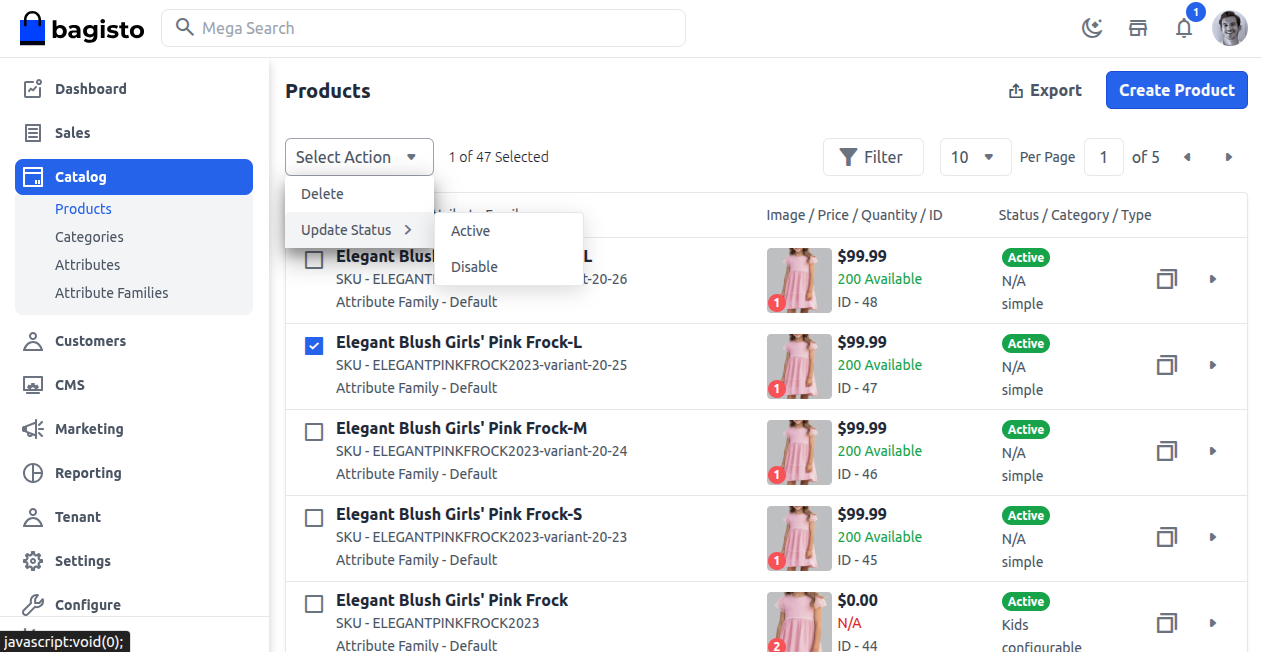 bagisto
Mega Search
1
Dashboard
Sales
Catalog
Products
Categories
Attributes
Attribute Families
Customers
CMS
Marketing
Reporting
Tenant
Settings
Configure
javascript:void(0);
Products
Export
Create Product
Select Action
1 of 47 Selected
Filter
10
Per Page
1
of 5
Delete
Update Status
Active
Disable
Image / Price / Quantity / ID
Status / Category / Type
Elegant Blush
SKU - ELEGANT
Attribute Family - Default
1
$99.99
200 Available
ID - 48
Active
N/A
simple
Elegant Blush Girls' Pink Frock-L
SKU - ELEGANTPINKFROCK2023-variant-20-25
Attribute Family - Default
1
$99.99
200 Available
ID - 47
Active
N/A
simple
Elegant Blush Girls' Pink Frock-M
SKU - ELEGANTPINKFROCK2023-variant-20-24
Attribute Family - Default
1
$99.99
200 Available
ID - 46
Active
N/A
simple
Elegant Blush Girls' Pink Frock-S
SKU - ELEGANTPINKFROCK2023-variant-20-23
Attribute Family - Default
1
$99.99
200 Available
ID - 45
Active
N/A
simple
Elegant Blush Girls' Pink Frock
SKU - ELEGANTPINKFROCK2023
Attribute Family - Default
2
$0.00
N/A
ID - 44
Active
Kids
configurable